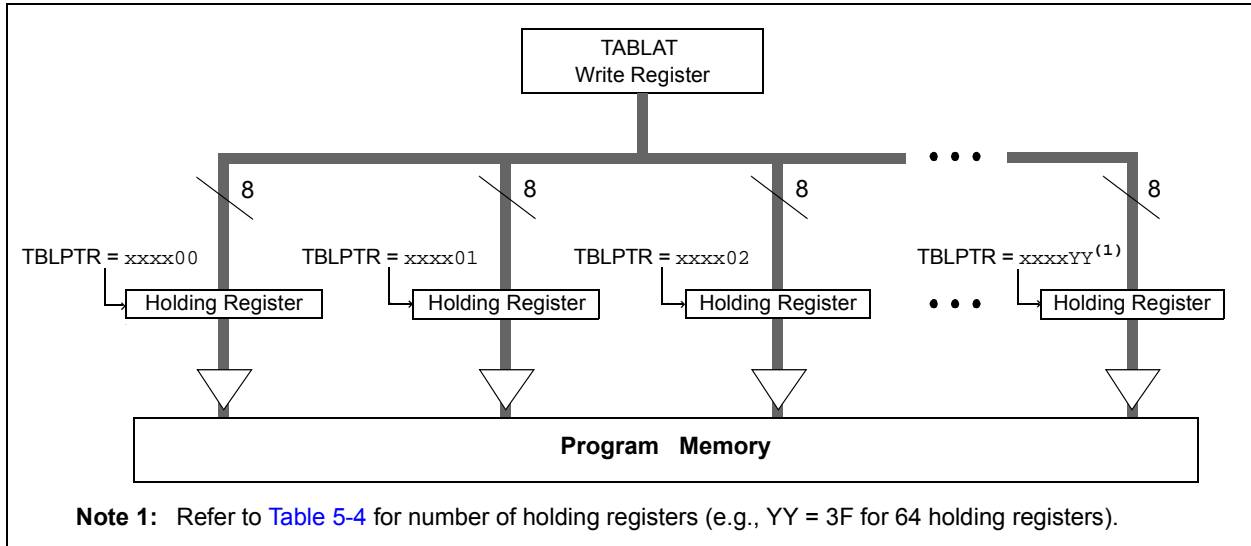 TABLAT
Write Register
8 8 8 8
TBLPTR = xxxx00 TBLPTR = xxxx01 TBLPTR = xxxx02 TBLPTR = xxxxYY(1)
Holding Register Holding Register Holding Register Holding Register
Program Memory
Note 1: Refer to Table 5-4 for number of holding registers (e.g., YY = 3F for 64 holding registers).